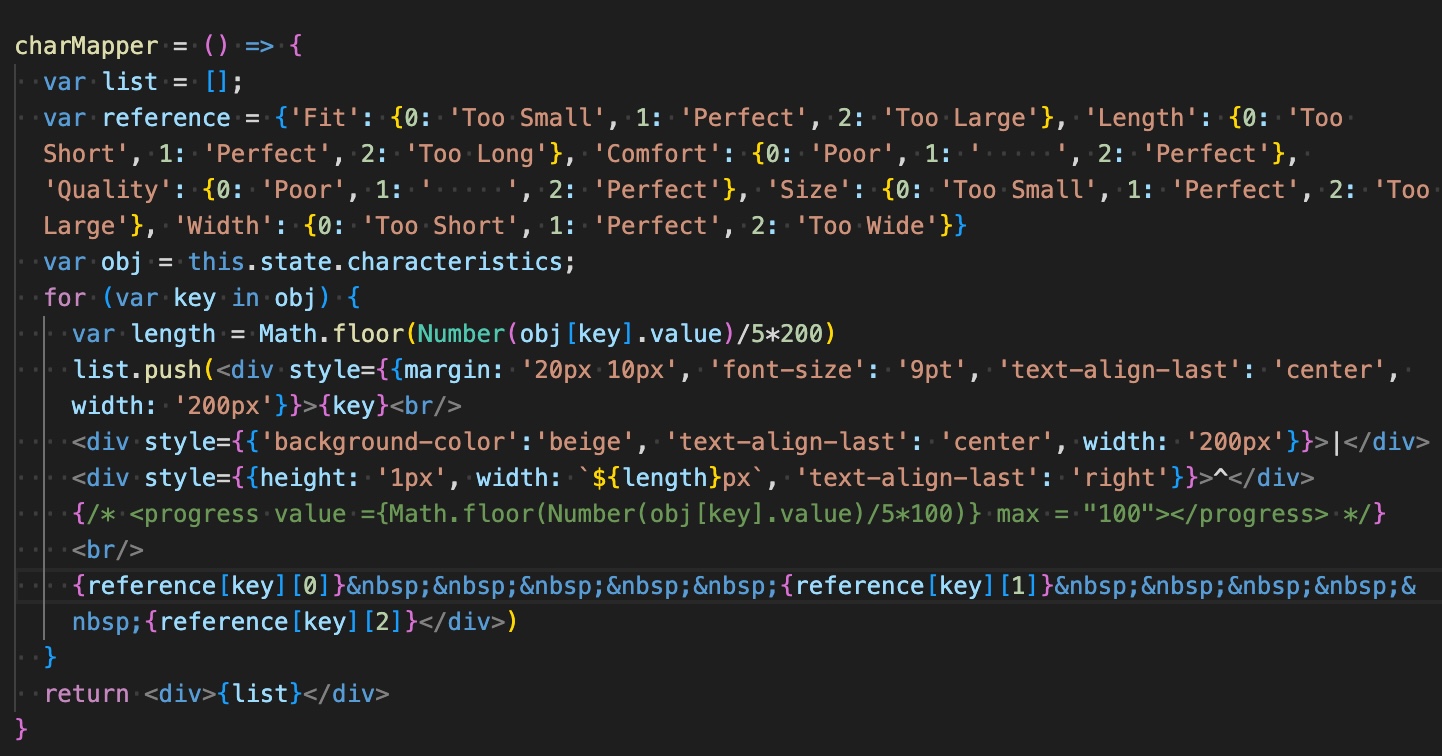 charMapper = () => {
var list = [];
var reference = {'Fit': {0: 'Too Small', 1: 'Perfect', 2: 'Too Large'}, 'Length': {0: 'Too
Short', 1: 'Perfect', 2: 'Too Long'}, 'Comfort': {0: 'Poor', 1: '     ', 2: 'Perfect'},
'Quality': {0: 'Poor', 1: '     ', 2: 'Perfect'}, 'Size': {0: 'Too Small', 1: 'Perfect', 2: 'Too
Large'}, 'Width': {0: 'Too Short', 1: 'Perfect', 2: 'Too Wide'}}
var obj = this.state.characteristics;
for (var key in obj) {
var length = Math.floor(Number(obj[key].value)/5*200)
list.push(<div style={{margin: '20px 10px', 'font-size': '9pt', 'text-align-last': 'center',
width: '200px'}}>{key}<br/>
<div style={{'background-color':'beige', 'text-align-last': 'center', width: '200px'}}>|</div>
<div style={{height: '1px', width: `${length}px`, 'text-align-last': 'right'}}>^</div>
{/* <progress value ={Math.floor(Number(obj[key].value)/5*100)} max = "100"></progress> */}
<br/>
{reference[key][0]}&nbsp;&nbsp;&nbsp;&nbsp;&nbsp;{reference[key][1]}&nbsp;&nbsp;&nbsp;&nbsp;&
nbsp;{reference[key][2]}</div>)
}
return <div>{list}</div>
}